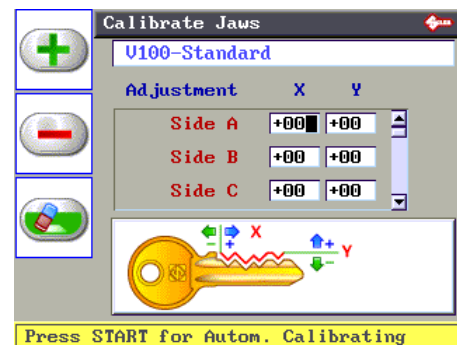 Calibrate Jaws
V100-Standard
Adjustment X Y
Side A +00 +00
Side B +00 +00
Side C +00 +00
X
- +
+ Y
-
Press START for Autom. Calibrating